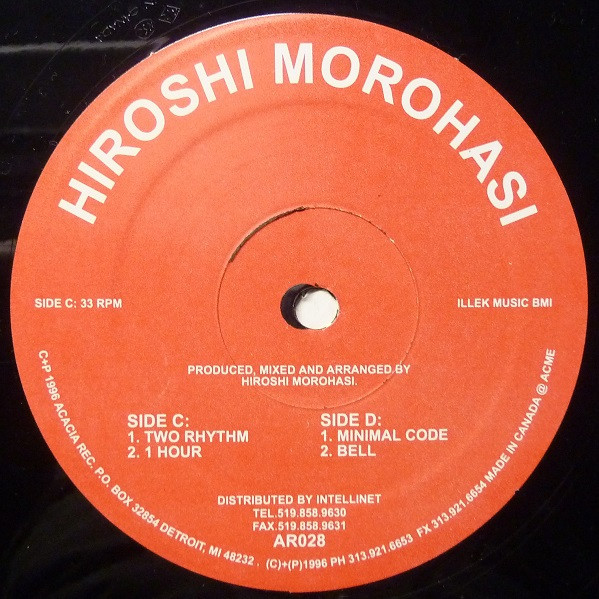 HIROSHI MOROHASI
SIDE C: 33 RPM
ILLEK MUSIC BMI
PRODUCED, MIXED AND ARRANGED BY
HIROSHI MOROHASI.
SIDE C:
1. TWO RHYTHM
2. 1 HOUR
SIDE D:
1. MINIMAL CODE
2. BELL
DISTRIBUTED BY INTELLINET
TEL.519.858.9630
FAX.519.858.9631
AR028
C+P 1996 ACACIA REC. P.O. BOX 32854 DETROIT, MI 48232 . (C)+(P)1996 PH 313.921.6653 FX 313.921.6654 MADE IN CANADA @ ACME